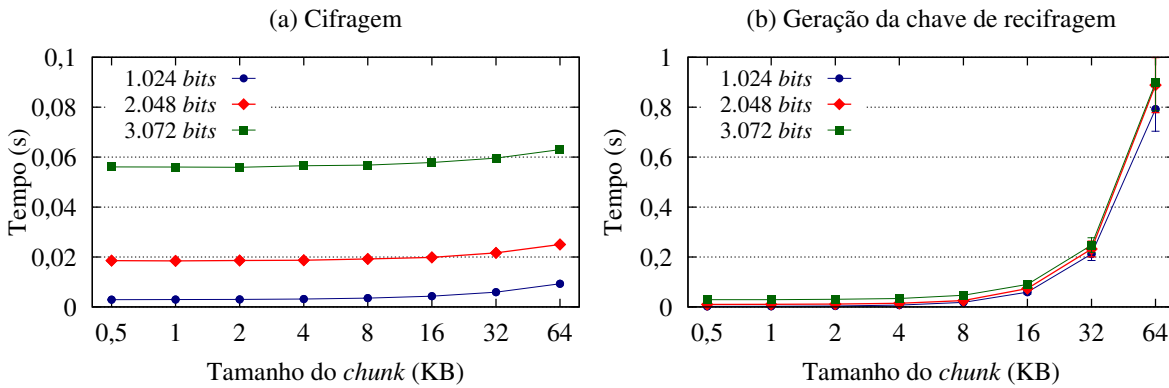 (a) Cifragem
0,1
0,08
0,06
0,04
0,02
0
Tempo (s)
1.024 bits
2.048 bits
3.072 bits
0,5 1 2 4 8 16 32 64
Tamanho do chunk (KB)
(b) Geração da chave de recifragem
1
0,8
0,6
0,4
0,2
0
Tempo (s)
1.024 bits
2.048 bits
3.072 bits
0,5 1 2 4 8 16 32 64
Tamanho do chunk (KB)